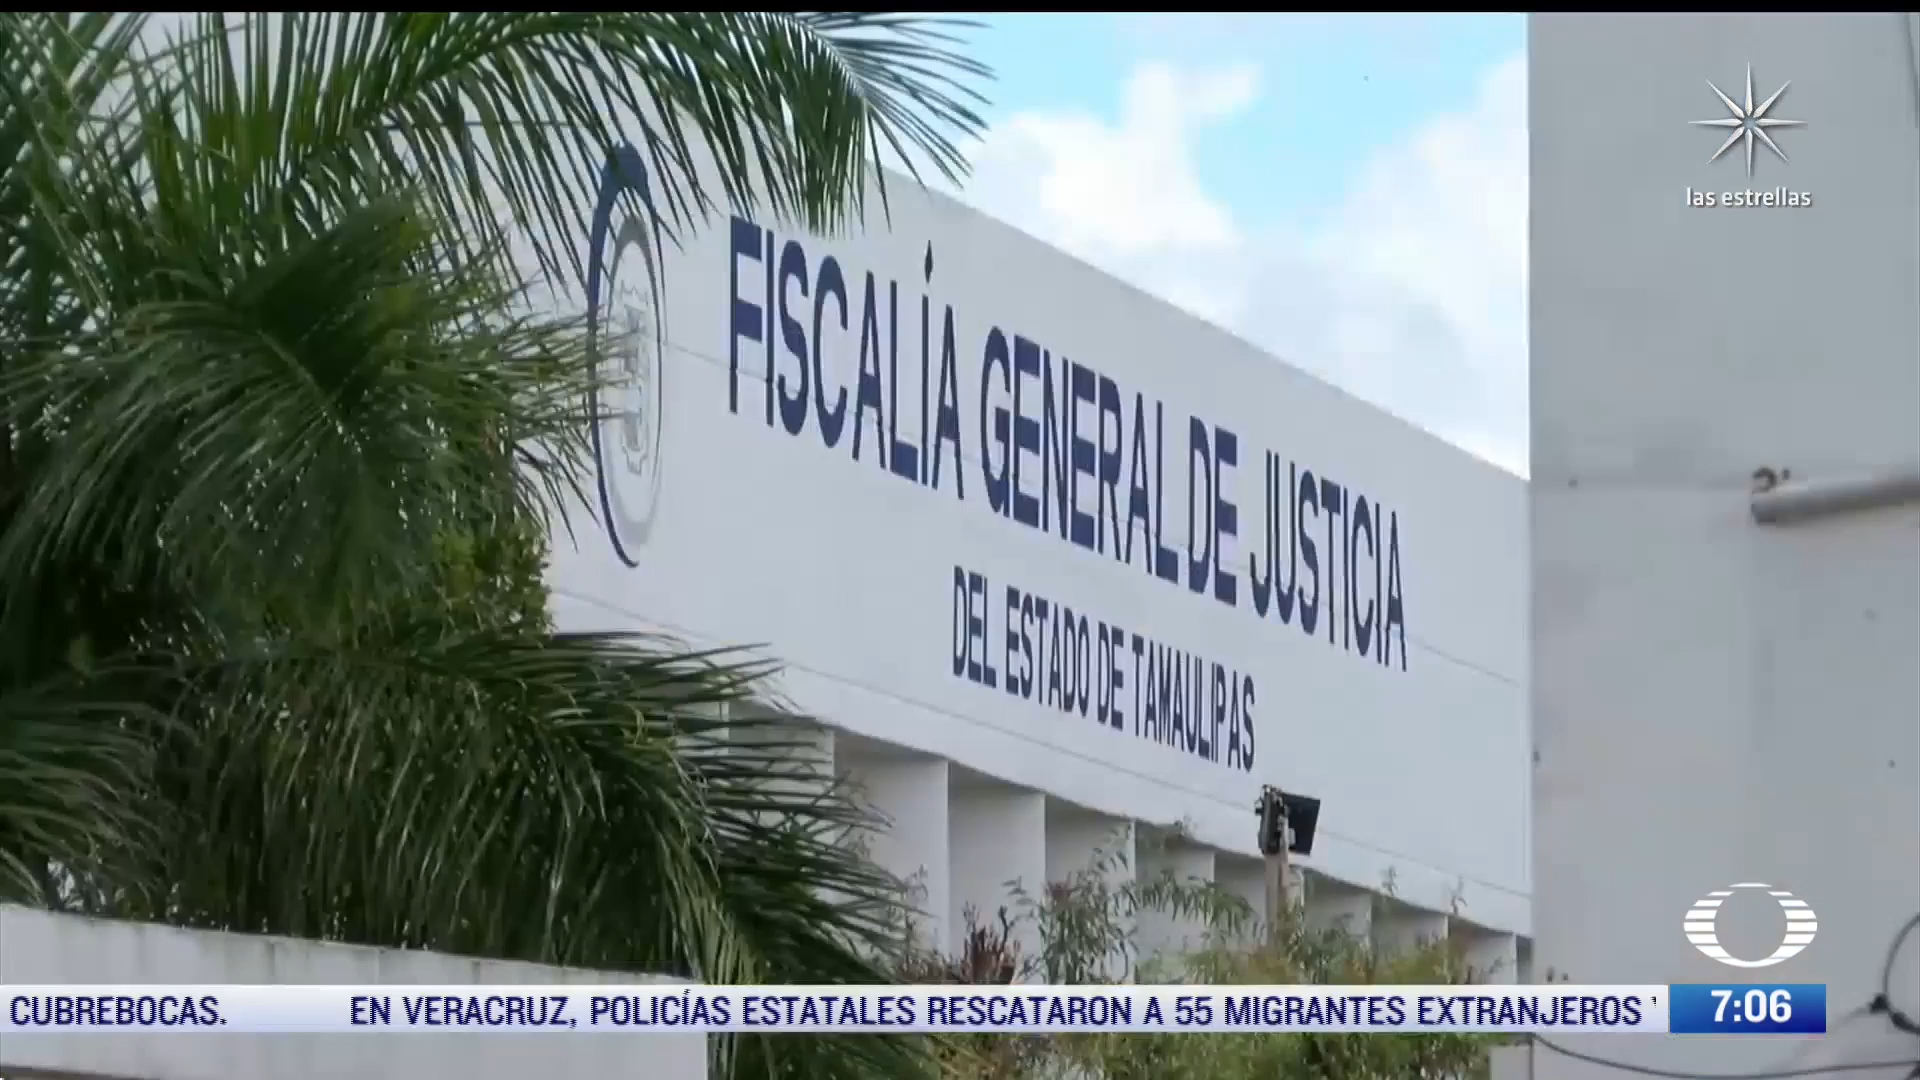 las estrellas
FISCALÍA GENERAL DE JUSTICIA
DEL ESTADO DE TAMAULIPAS
CUBREBOCAS. EN VERACRUZ, POLICÍAS ESTATALES RESCATARON A 55 MIGRANTES EXTRANJEROS
7:06